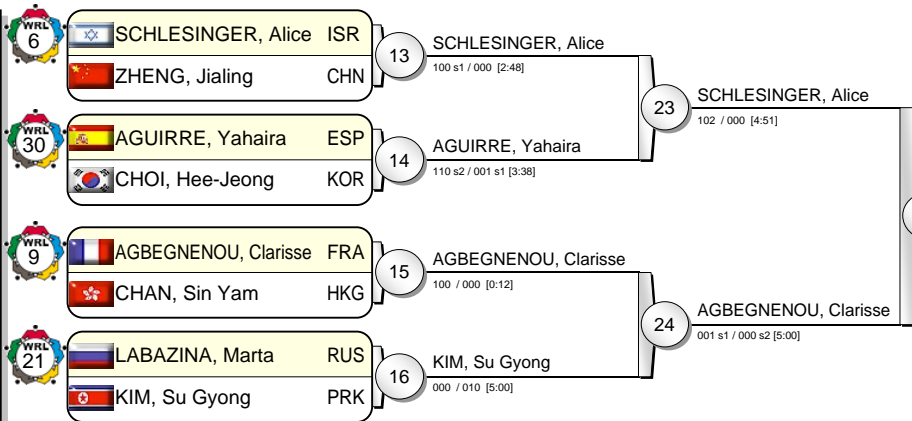 WRL 6
SCHLESINGER, Alice ISR
ZHENG, Jialing CHN
13
SCHLESINGER, Alice
100 s1 / 000 [2:48]
WRL 30
AGUIRRE, Yahaira ESP
CHOI, Hee-Jeong KOR
14
AGUIRRE, Yahaira
110 s2 / 001 s1 [3:38]
23
SCHLESINGER, Alice
102 / 000 [4:51]
WRL 9
AGBEGNENOU, Clarisse FRA
CHAN, Sin Yam HKG
15
AGBEGNENOU, Clarisse
100 / 000 [0:12]
WRL 21
LABAZINA, Marta RUS
KIM, Su Gyong PRK
16
KIM, Su Gyong
000 / 010 [5:00]
24
AGBEGNENOU, Clarisse
001 s1 / 000 s2 [5:00]